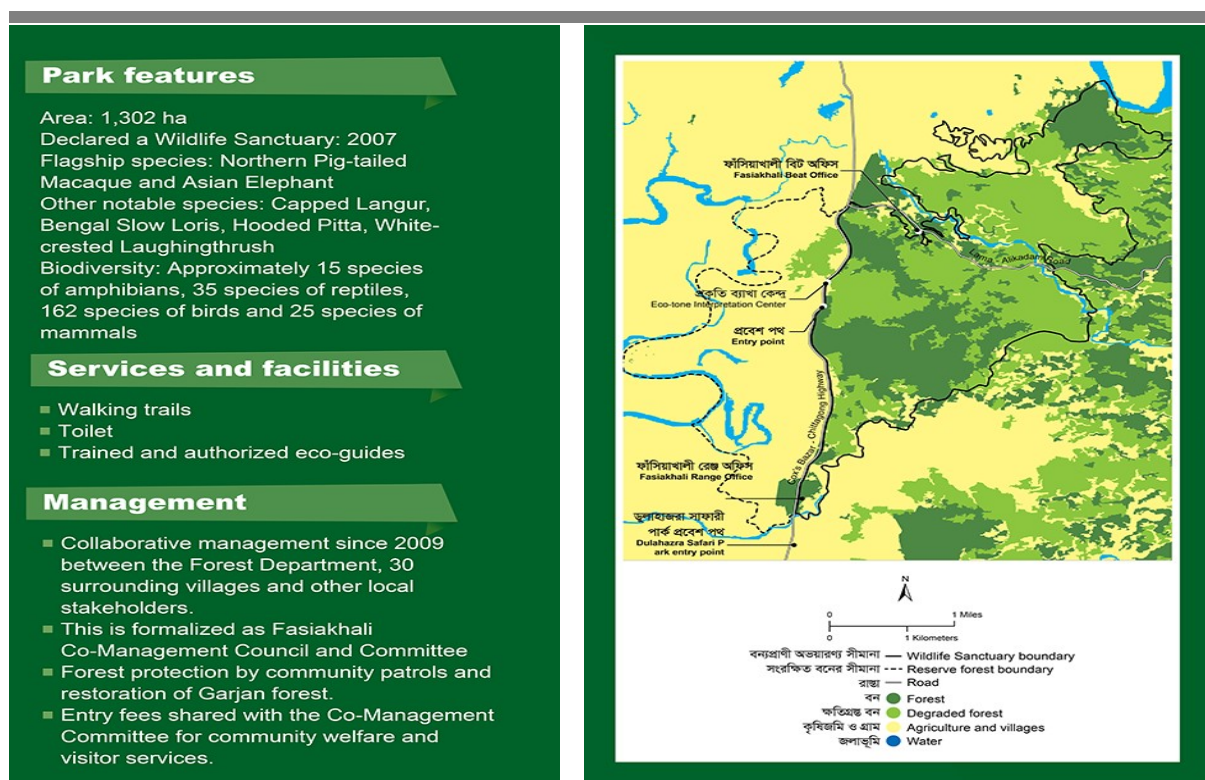 Park features
Area: 1,302 ha
Declared a Wildlife Sanctuary: 2007
Flagship species: Northern Pig-tailed
Macaque and Asian Elephant
Other notable species: Capped Langur,
Bengal Slow Loris, Hooded Pitta, White-
crested Laughingthrush
Biodiversity: Approximately 15 species
of amphibians, 35 species of reptiles,
162 species of birds and 25 species of
mammals
Services and facilities
Walking trails
Toilet
Trained and authorized eco-guides
Management
Collaborative management since 2009
between the Forest Department, 30
surrounding villages and other local
stakeholders.
This is formalized as Fasiakhali
Co-Management Council and Committee
Forest protection by community patrols and
restoration of Garjan forest.
Entry fees shared with the Co-Management
Committee for community welfare and
visitor services.
ফাঁসিয়াখালী বিট অফিস
Fasiakhali Beat Office
Lama - Alikadam Road
প্রকৃতি ব্যাখা কেন্দ্র
Eco-tone Interpretation Center
প্রবেশ পথ
Entry point
Cox's Bazar - Chittagong Highway
ফাঁসিয়াখালী রেঞ্জ অফিস
Fasiakhali Range Office
ডুলাহাজরা সাফারী
পার্ক প্রবেশ পথ
Dulahazra Safari P
ark entry point
N
0 1 Miles
0 1 Kilometers
বন্যপ্রাণী অভয়ারণ্য সীমানা Wildlife Sanctuary boundary
সংরক্ষিত বনের সীমানা Reserve forest boundary
রাস্তা Road
বন Forest
ক্ষতিগ্রস্ত বন Degraded forest
কৃষিজমি ও গ্রাম Agriculture and villages
জলাভূমি Water